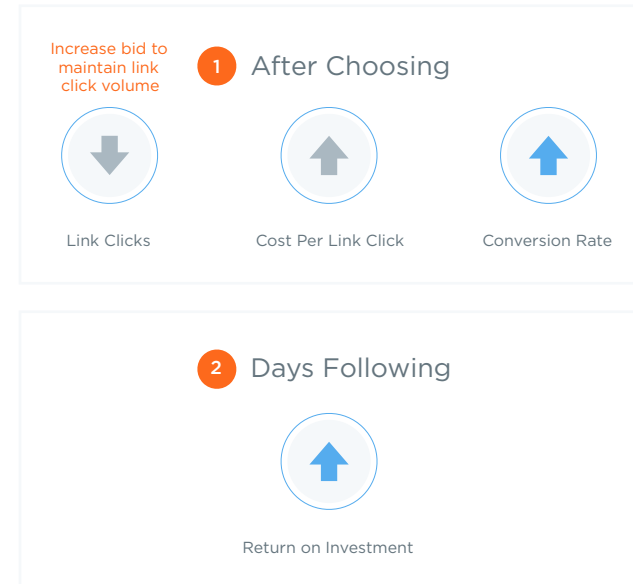 Increase bid to
maintain link
click volume
1 After Choosing
Link Clicks
Cost Per Link Click
Conversion Rate
2 Days Following
Return on Investment